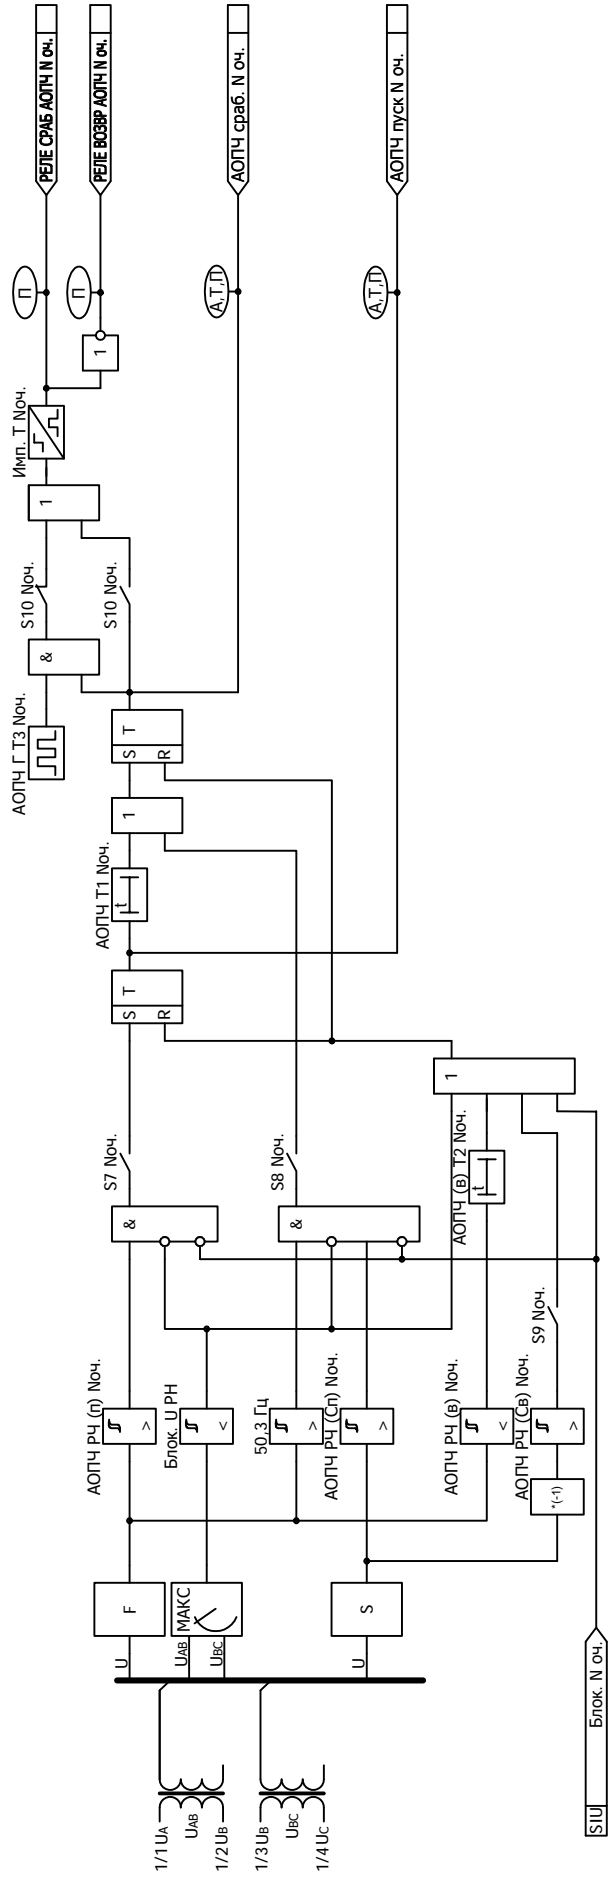 1/1 UA
UAB
1/2 UB
1/3 UB
UBC
1/4 UC
SIU
Блок. N оч.
U
UAB
UBC
U
F
МАКС
S
АОПЧ РЧ (п) Nоч.
>
Блок. U РН
<
50,3 Гц
>
АОПЧ РЧ (Сп) Nоч.
>
АОПЧ РЧ (в) Nоч.
<
АОПЧ РЧ (Св) Nоч.
>
*(-1)
S9 Nоч.
&
&
S7 Nоч.
S8 Nоч.
АОПЧ (в) T2 Nоч.
t
1
S T
R
АОПЧ T1 Nоч.
t
1
S T
R
АОПЧ Г T3 Nоч.
&
S10 Nоч.
S10 Nоч.
1
Имп. T Nоч.
1
П
П
А,Т,П
А,Т,П
РЕЛЕ СРАБ АОПЧ N оч.
РЕЛЕ ВОЗВР АОПЧ N оч.
АОПЧ сраб. N оч.
АОПЧ пуск N оч.